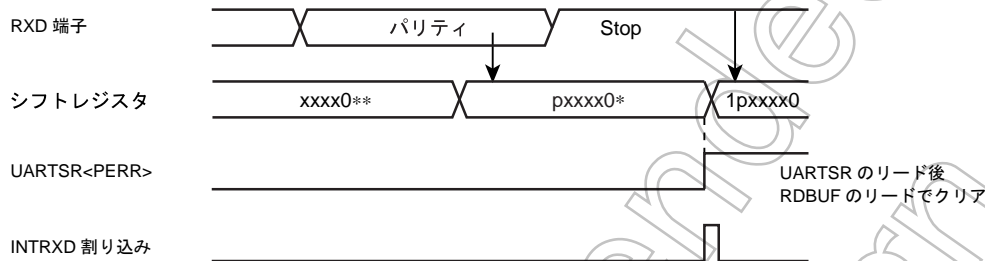 RXD 端子
パリティ
Stop
シフトレジスタ
xxxx0**
pxxxx0*
1pxxxx0
UARTSR<PERR>
UARTSR のリード後
RDBUF のリードでクリア
INTRXD 割り込み